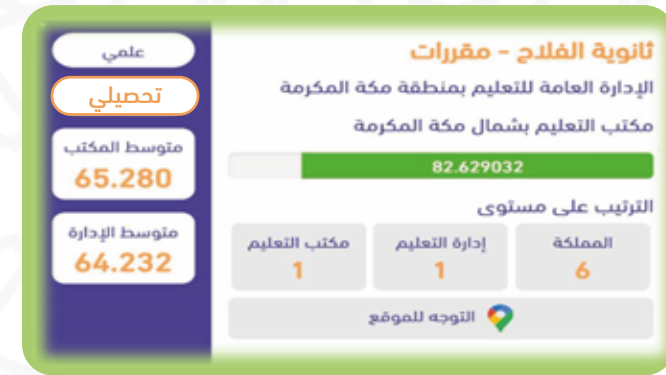 ثانوية الفلاح - مقررات
الإدارة العامة للتعليم بمنطقة مكة المكرمة
مكتب التعليم بشمال مكة المكرمة
82.629032
الترتيب على مستوى
المملكة
6
إدارة التعليم
1
مكتب التعليم
1
التوجه للموقع
علمي
تحصيلي
متوسط المكتب
65.280
متوسط الإدارة
64.232